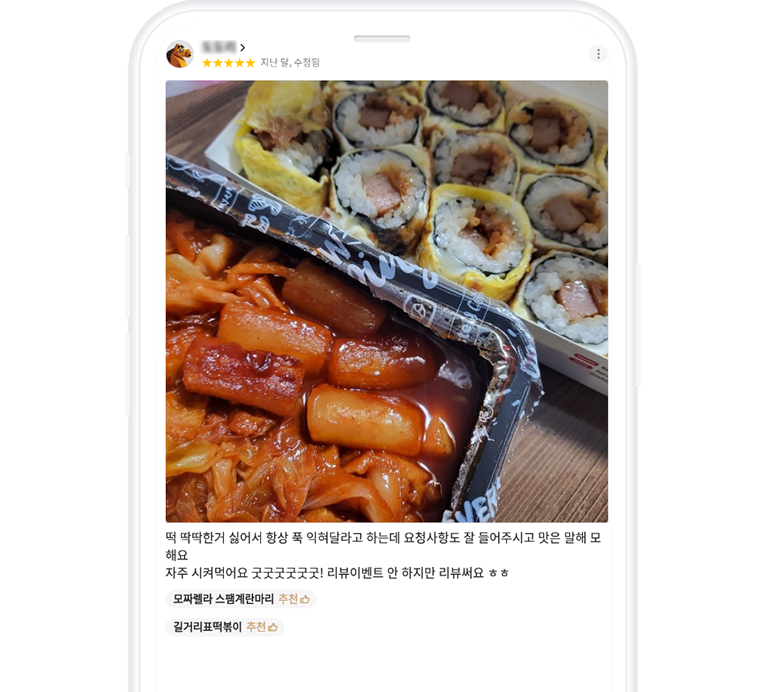 지난 달, 수정됨
떡 딱딱한거 싫어서 항상 푹 익혀달라고 하는데 요청사항도 잘 들어주시고 맛은 말해 모
해요
자주 시켜먹어요 굿굿굿굿굿굿! 리뷰이벤트 안 하지만 리뷰써요 ㅎㅎ
모짜렐라 스팸계란마리 추천
길거리표떡볶이 추천